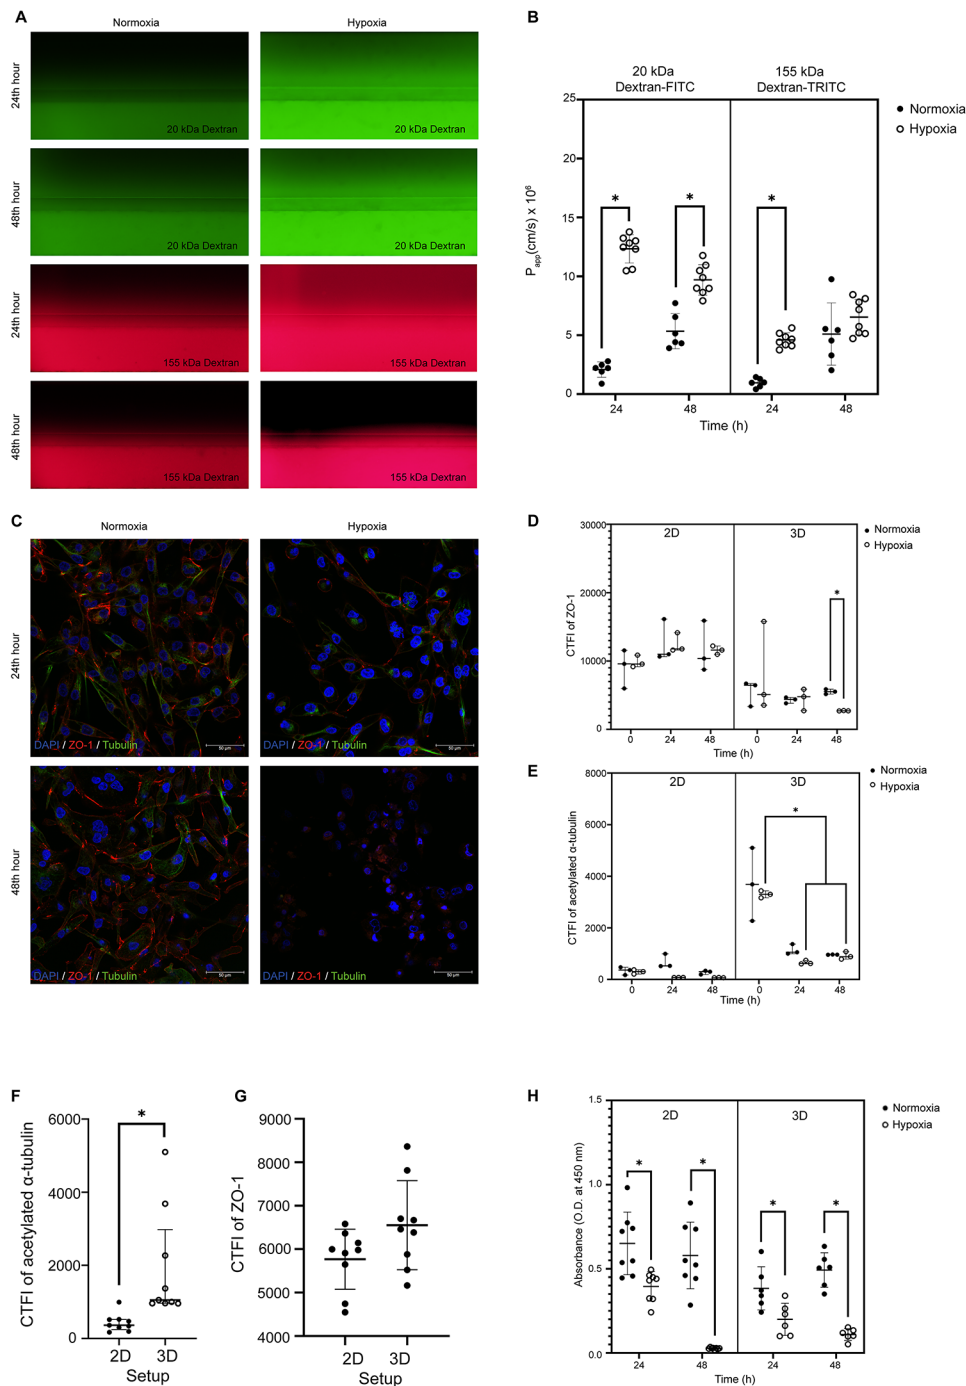 A
Normoxia
Hypoxia
24th hour
20 kDa Dextran
20 kDa Dextran
48th hour
20 kDa Dextran
20 kDa Dextran
24th hour
155 kDa Dextran
155 kDa Dextran
48th hour
155 kDa Dextran
155 kDa Dextran
B
20 kDa
Dextran-FITC
155 kDa
Dextran-TRITC
Normoxia
Hypoxia
Papp(cm/s) x 10⁶
25
20
15
10
5
0
* * *
24 48 24 48
Time (h)
C
Normoxia
Hypoxia
24th hour
DAPI / ZO-1 / Tubulin
50 µm
DAPI / ZO-1 / Tubulin
50 µm
48th hour
DAPI / ZO-1 / Tubulin
50 µm
DAPI / ZO-1 / Tubulin
50 µm
D
2D 3D
Normoxia
Hypoxia
CTFI of ZO-1
30000
20000
10000
0
*
0 24 48 0 24 48
Time (h)
E
2D 3D
Normoxia
Hypoxia
CTFI of acetylated α-tubulin
8000
6000
4000
2000
0
*
0 24 48 0 24 48
Time (h)
F
CTFI of acetylated α-tubulin
6000
4000
2000
0
*
2D 3D
Setup
G
CTFI of ZO-1
9000
8000
7000
6000
5000
4000
2D 3D
Setup
H
2D 3D
Normoxia
Hypoxia
Absorbance (O.D. at 450 nm)
1.5
1.0
0.5
0.0
* * * *
24 48 24 48
Time (h)